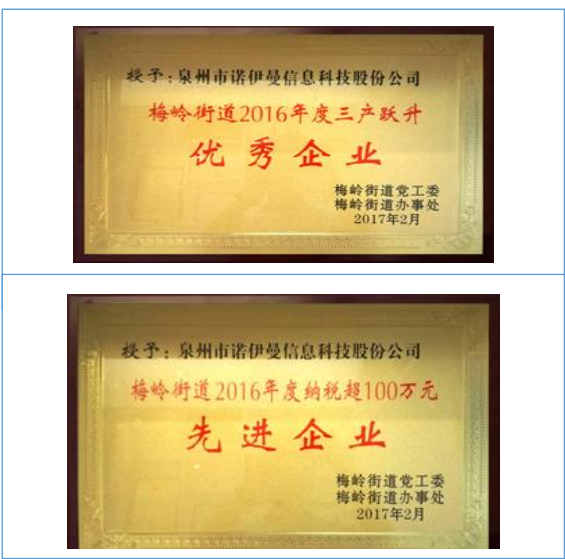 授予:泉州市诺伊曼信息科技股份公司
梅岭街道2016年度三产跃升
优秀企业
梅岭街道党工委
梅岭街道办事处
2017年2月
授予:泉州市诺伊曼信息科技股份公司
梅岭街道2016年度纳税超100万元
先进企业
梅岭街道党工委
梅岭街道办事处
2017年2月